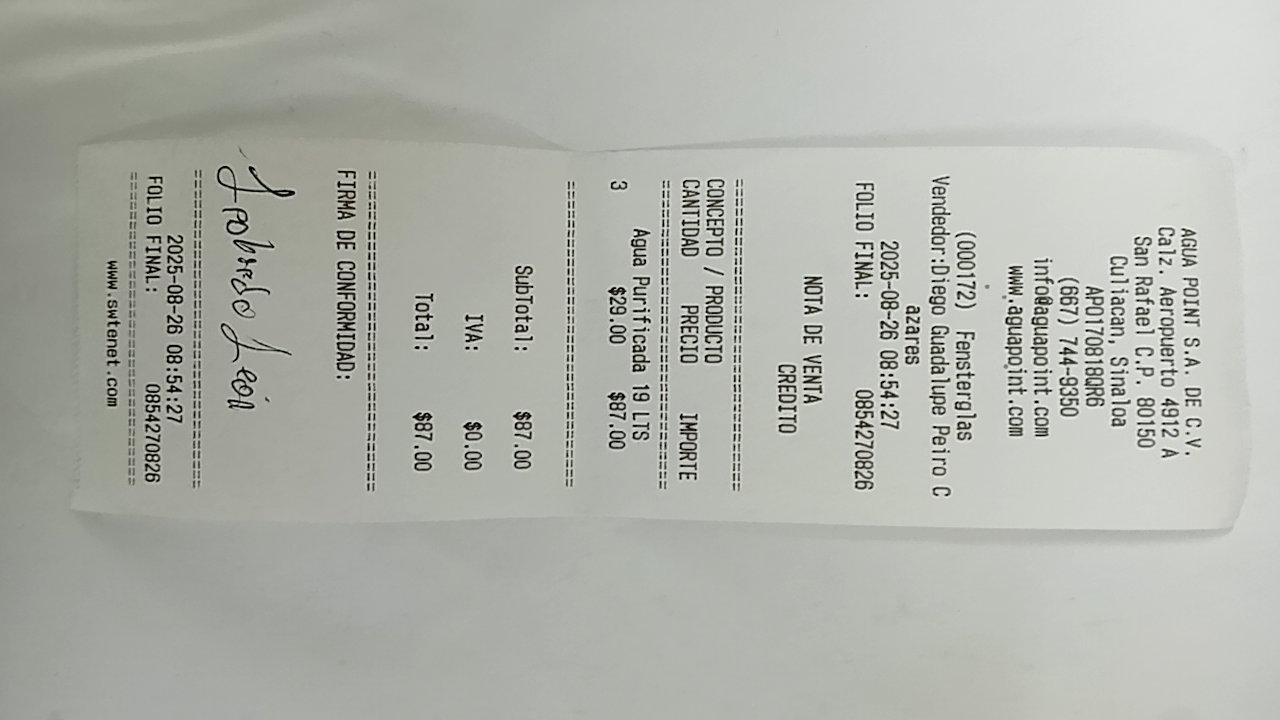 AGUA POINT S.A. DE C.V.
Calz. Aeropuerto 4912 A
San Rafael C.P. 80150
Culiacan, Sinaloa
APO170818QR6
(667) 744-9350
info@aguapoint.com
www.aguapoint.com
(000172) Fensterglas
Vendedor:Diego Guadalupe Peiro C
azares
2025-08-26 08:54:27
FOLIO FINAL: 0854270826
NOTA DE VENTA
CREDITO
================================
CONCEPTO / PRODUCTO
CANTIDAD PRECIO IMPORTE
================================
Agua Purificada 19 LTS
3 $29.00 $87.00
================================
SubTotal: $87.00
IVA: $0.00
Total: $87.00
================================
FIRMA DE CONFORMIDAD:
León
================================
2025-08-26 08:54:27
FOLIO FINAL: 0854270826
================================
www.swtenet.com